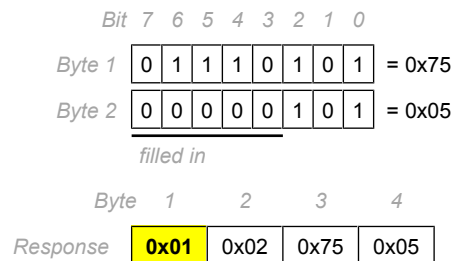 Bit 7 6 5 4 3 2 1 0
Byte 1 0 1 1 1 0 1 0 1 = 0x75
Byte 2 0 0 0 0 0 1 0 1 = 0x05
filled in
Byte 1 2 3 4
Response 0x01 0x02 0x75 0x05